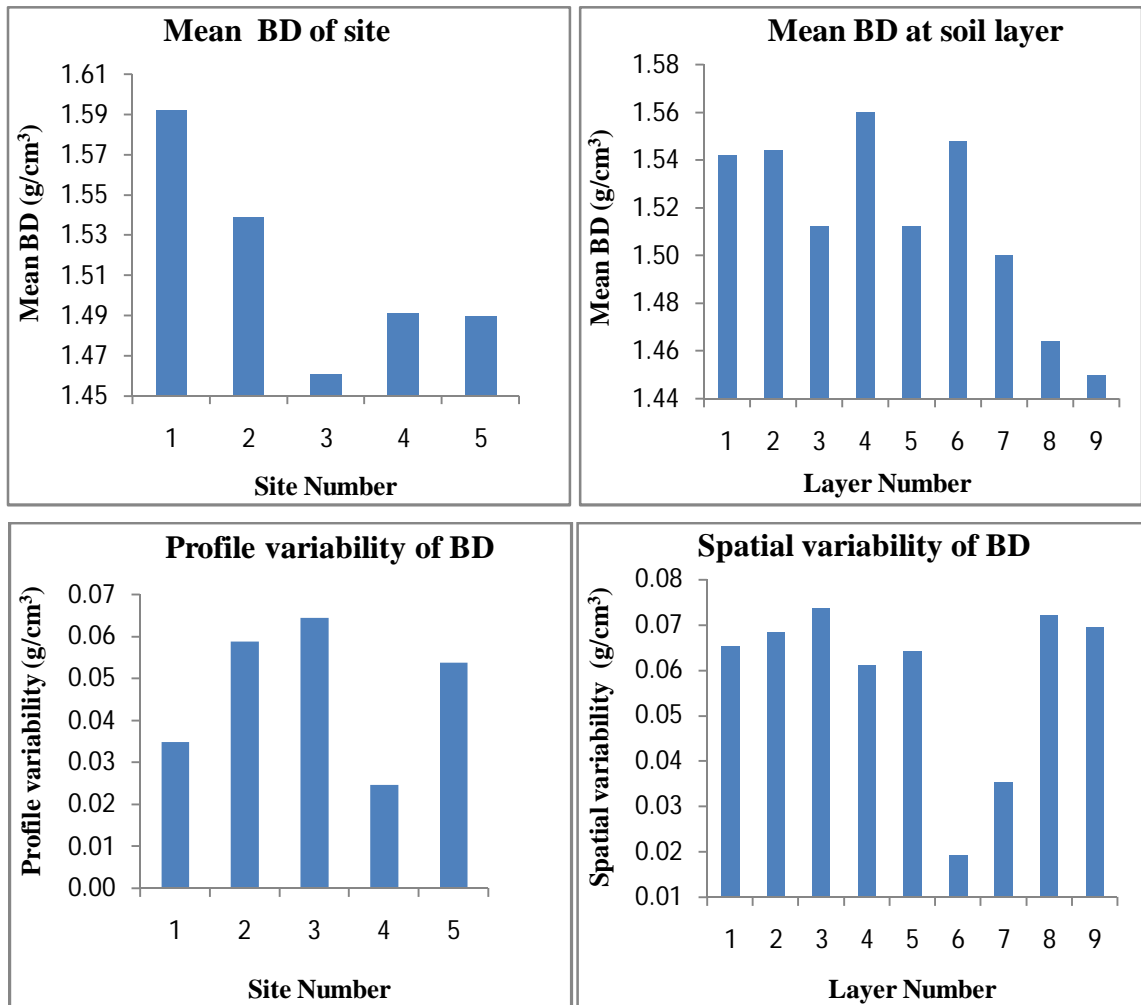 Mean BD of site
Mean BD (g/cm³)
1.61
1.59
1.57
1.55
1.53
1.51
1.49
1.47
1.45
1 2 3 4 5
Site Number
Mean BD at soil layer
Mean BD (g/cm³)
1.58
1.56
1.54
1.52
1.50
1.48
1.46
1.44
1 2 3 4 5 6 7 8 9
Layer Number
Profile variability of BD
Profile variability (g/cm³)
0.07
0.06
0.05
0.04
0.03
0.02
0.01
0.00
1 2 3 4 5
Site Number
Spatial variability of BD
Spatial variability (g/cm³)
0.08
0.07
0.06
0.05
0.04
0.03
0.02
0.01
1 2 3 4 5 6 7 8 9
Layer Number